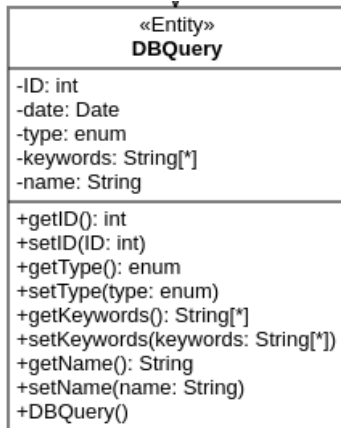 «Entity»
DBQuery
-ID: int
-date: Date
-type: enum
-keywords: String[*]
-name: String
+getID(): int
+setID(ID: int)
+getType(): enum
+setType(type: enum)
+getKeywords(): String[*]
+setKeywords(keywords: String[*])
+getName(): String
+setName(name: String)
+DBQuery()